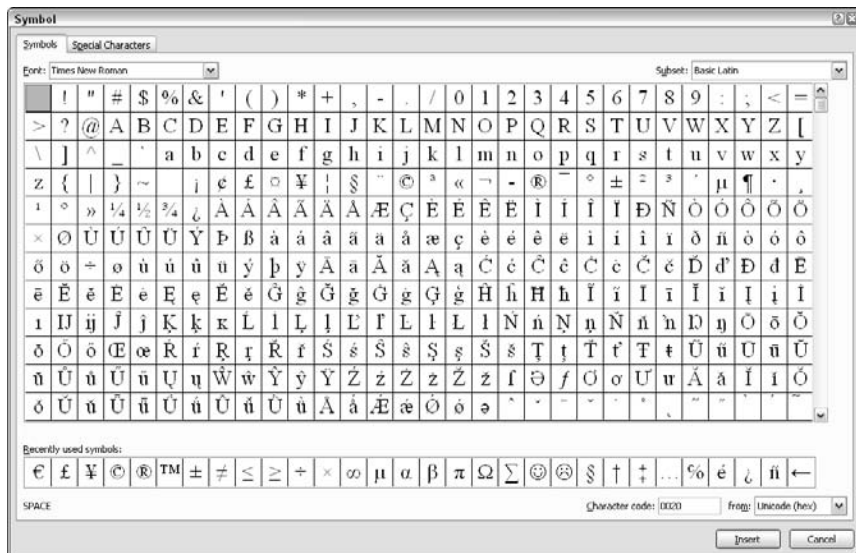 Symbol
Symbols Special Characters
Font: Times New Roman Subset: Basic Latin
! " # $ % & ' ( ) * + , - . / 0 1 2 3 4 5 6 7 8 9 : ; < =
> ? @ A B C D E F G H I J K L M N O P Q R S T U V W X Y Z [
\ ] ^ _ ` a b c d e f g h i j k l m n o p q r s t u v w x y
z { | } ~ ¡ ¢ £ ¤ ¥ ¦ § ¨ © ª « ¬ - ® ¯ ° ± ² ³ ´ µ ¶ · ¸
¹ º » ¼ ½ ¾ ¿ À Á Â Ã Ä Å Æ Ç È É Ê Ë Ì Í Î Ï Ð Ñ Ò Ó Ô Õ Ö
× Ø Ù Ú Û Ü Ý Þ ß à á â ã ä å æ ç è é ê ë ì í î ï ð ñ ò ó ô
õ ö ÷ ø ù ú û ü ý þ ÿ Ā ā Ă ă Ą ą Ć ć Ĉ ĉ Ċ ċ Č č Ď ď Đ đ Ē
ē Ĕ ĕ Ė ė Ę ę Ě ě Ĝ ĝ Ğ ğ Ġ ġ Ģ ģ Ĥ ĥ Ħ ħ Ĩ ĩ Ī ī Ĭ ĭ Į į İ
ı Ĳ ĳ Ĵ ĵ Ķ ķ ĸ Ĺ ĺ Ļ ļ Ľ ľ Ŀ ŀ Ł ł Ń ń Ņ ņ Ň ň ŉ Ŋ ŋ Ō ō Ŏ
ŏ Ő ő Œ œ Ŕ ŕ Ŗ ŗ Ř ř Ś ś Ŝ ŝ Ş ş Š š Ţ ţ Ť ť Ŧ ŧ Ũ ũ Ū ū Ŭ
ŭ Ů ů Ű ű Ų ų Ŵ ŵ Ŷ ŷ Ÿ Ź ź Ż ż Ž ž ſ Ə ƒ Ơ ơ Ư ư Ǎ ǎ Ǐ ǐ Ǒ
ǒ Ǔ ǔ Ǖ ǖ Ǘ ǘ Ǚ ǚ Ǜ ǜ Ǻ ǻ Ǽ ǽ Ǿ ǿ ə
Recently used symbols:
€ £ ¥ © ® ™ ± ≠ ≤ ≥ ÷ × ∞ µ α β π Ω ∑ ☺ ☹ § † ‡ … ℅ é ¿ ñ ←
SPACE Character code: 0020 from: Unicode (hex)
Insert Cancel